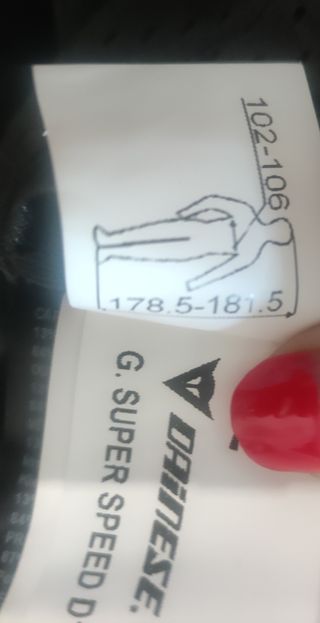 102-106
178.5-181.5
DAINESE.
G. SUPER SPEED D